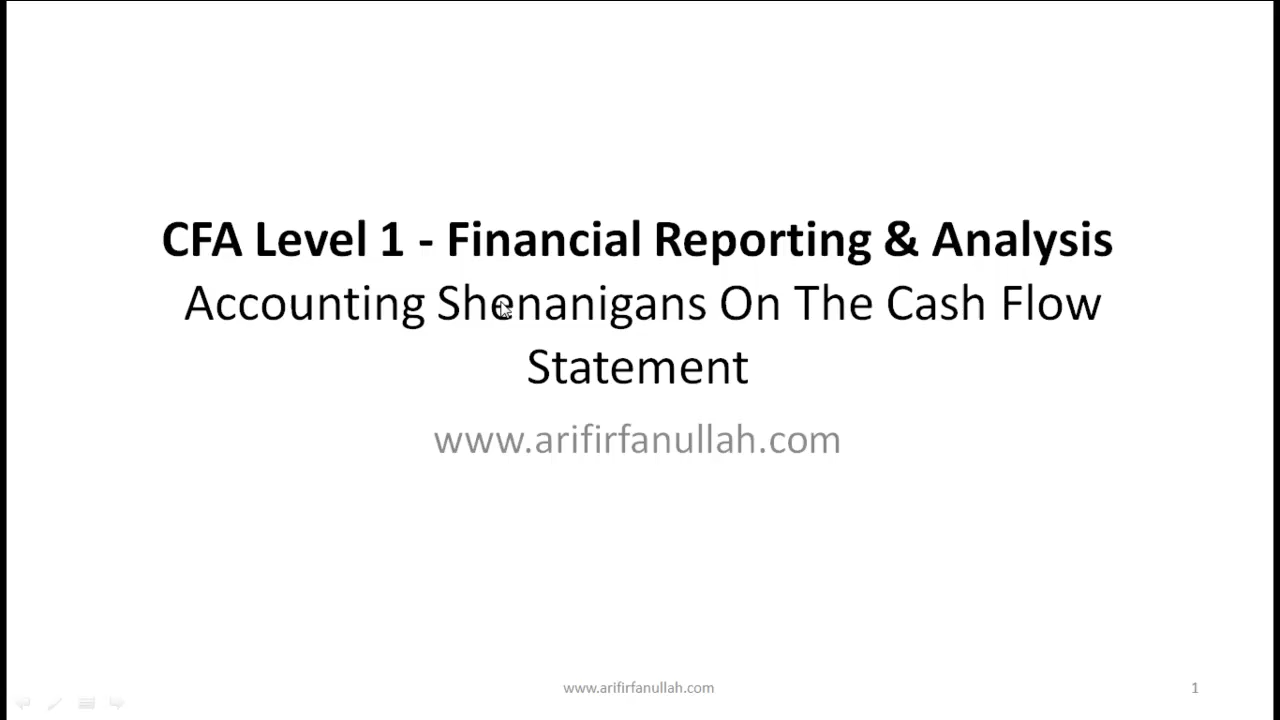 CFA Level 1 - Financial Reporting & Analysis
Accounting Shenanigans On The Cash Flow
Statement
www.arifirfanullah.com
www.arifirfanullah.com
1